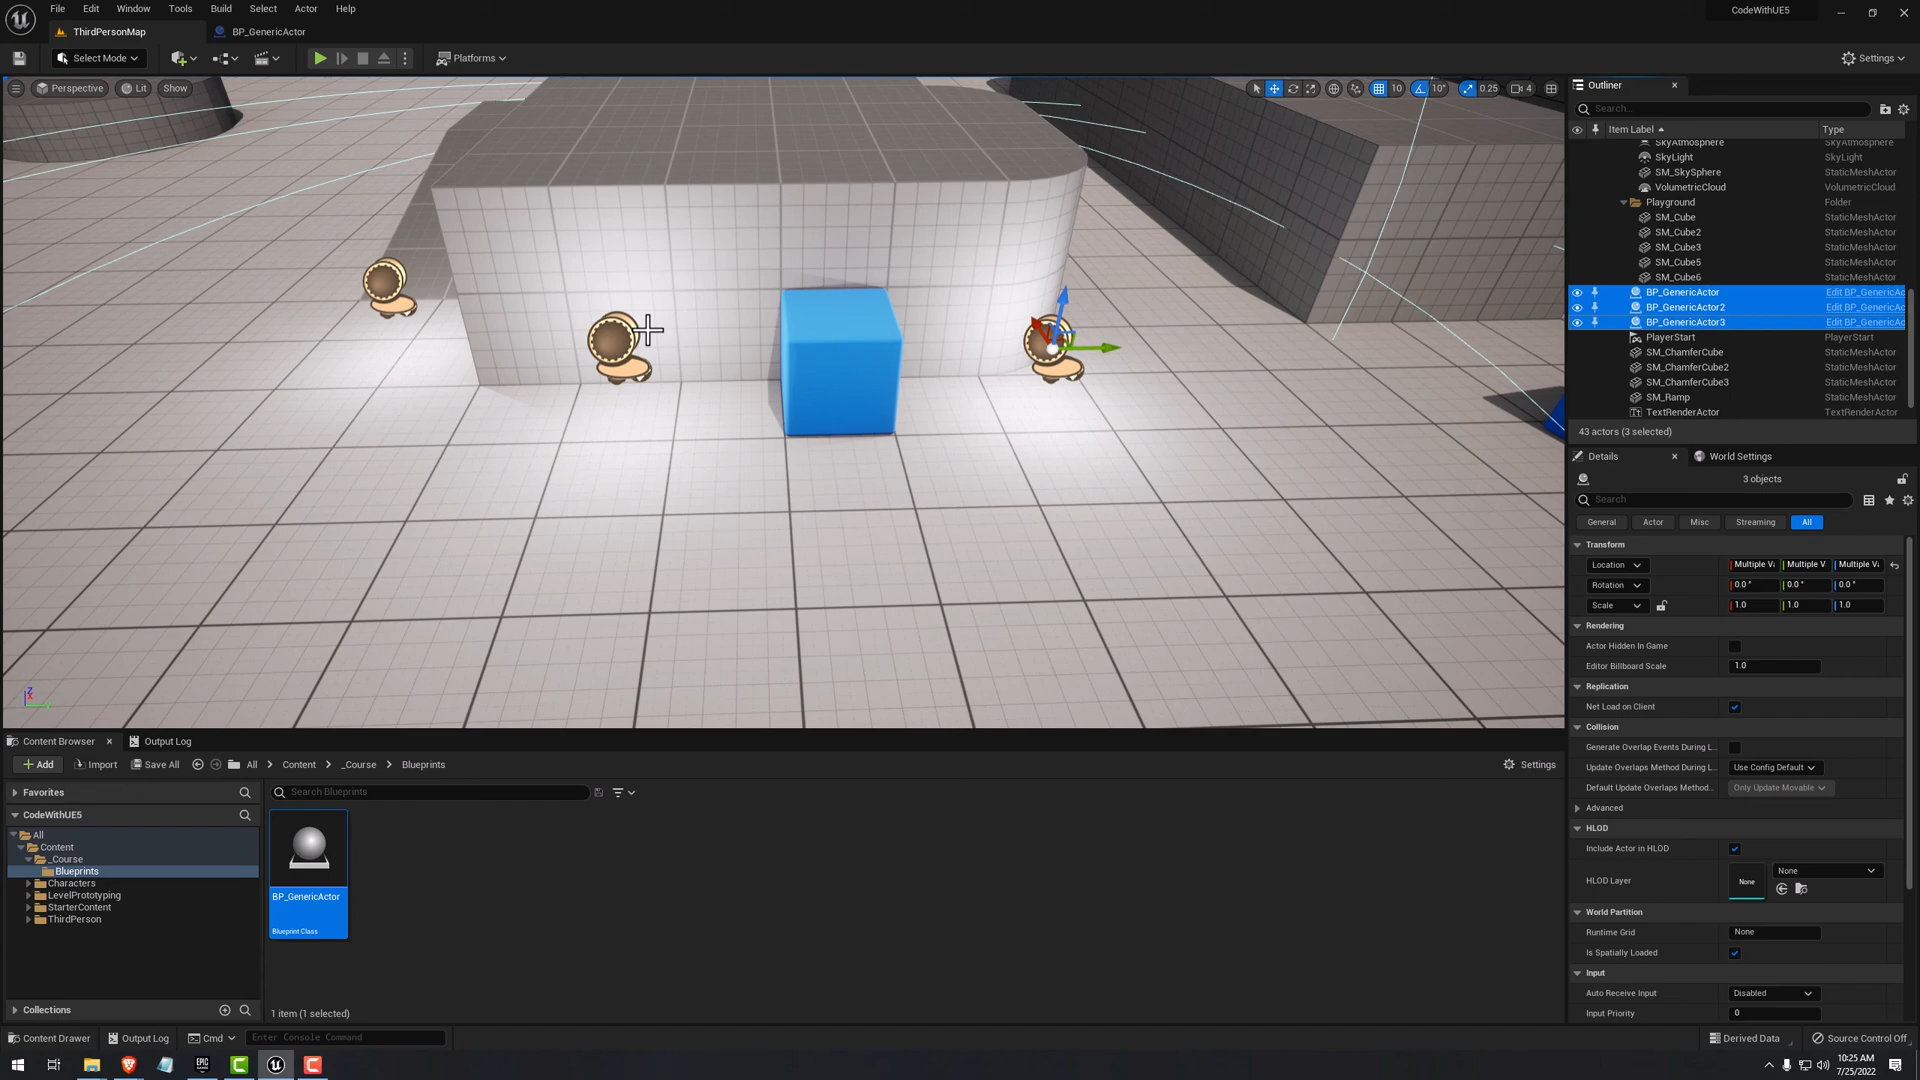 File Edit Window Tools Build Select Actor Help CodeWithUE5
ThirdPersonMap BP_GenericActor
Select Mode Platforms Settings
Perspective Lit Show 10 10° 0.25 4
Outliner
Search...
Item Label Type
SkyAtmosphere SkyAtmosphere
SkyLight SkyLight
SM_SkySphere StaticMeshActor
VolumetricCloud VolumetricCloud
Playground Folder
SM_Cube StaticMeshActor
SM_Cube2 StaticMeshActor
SM_Cube3 StaticMeshActor
SM_Cube5 StaticMeshActor
SM_Cube6 StaticMeshActor
BP_GenericActor Edit BP_GenericAc
BP_GenericActor2 Edit BP_GenericAc
BP_GenericActor3 Edit BP_GenericAc
PlayerStart PlayerStart
SM_ChamferCube StaticMeshActor
SM_ChamferCube2 StaticMeshActor
SM_ChamferCube3 StaticMeshActor
SM_Ramp StaticMeshActor
TextRenderActor TextRenderActor
43 actors (3 selected)
Details World Settings
3 objects
Search
General Actor Misc Streaming All
Transform
Location Multiple V Multiple V Multiple V
Rotation 0.0 ° 0.0 ° 0.0 °
Scale 1.0 1.0 1.0
Rendering
Actor Hidden In Game
Editor Billboard Scale 1.0
Replication
Net Load on Client
Collision
Generate Overlap Events During L...
Update Overlaps Method During L... Use Config Default
Default Update Overlaps Method... Only Update Movable
Advanced
HLOD
Include Actor in HLOD
HLOD Layer None None
World Partition
Runtime Grid None
Is Spatially Loaded
Input
Auto Receive Input Disabled
Input Priority 0
Z
Content Browser Output Log
Add Import Save All All Content _Course Blueprints Settings
Favorites
Search Blueprints
CodeWithUE5
All
Content
_Course
Blueprints
Characters
LevelPrototyping
StarterContent
ThirdPerson
BP_GenericActor
Blueprint Class
Collections
1 item (1 selected)
Content Drawer Output Log Cmd Enter Console Command Derived Data Source Control Off
EPIC GAMES
10:25 AM
7/25/2022